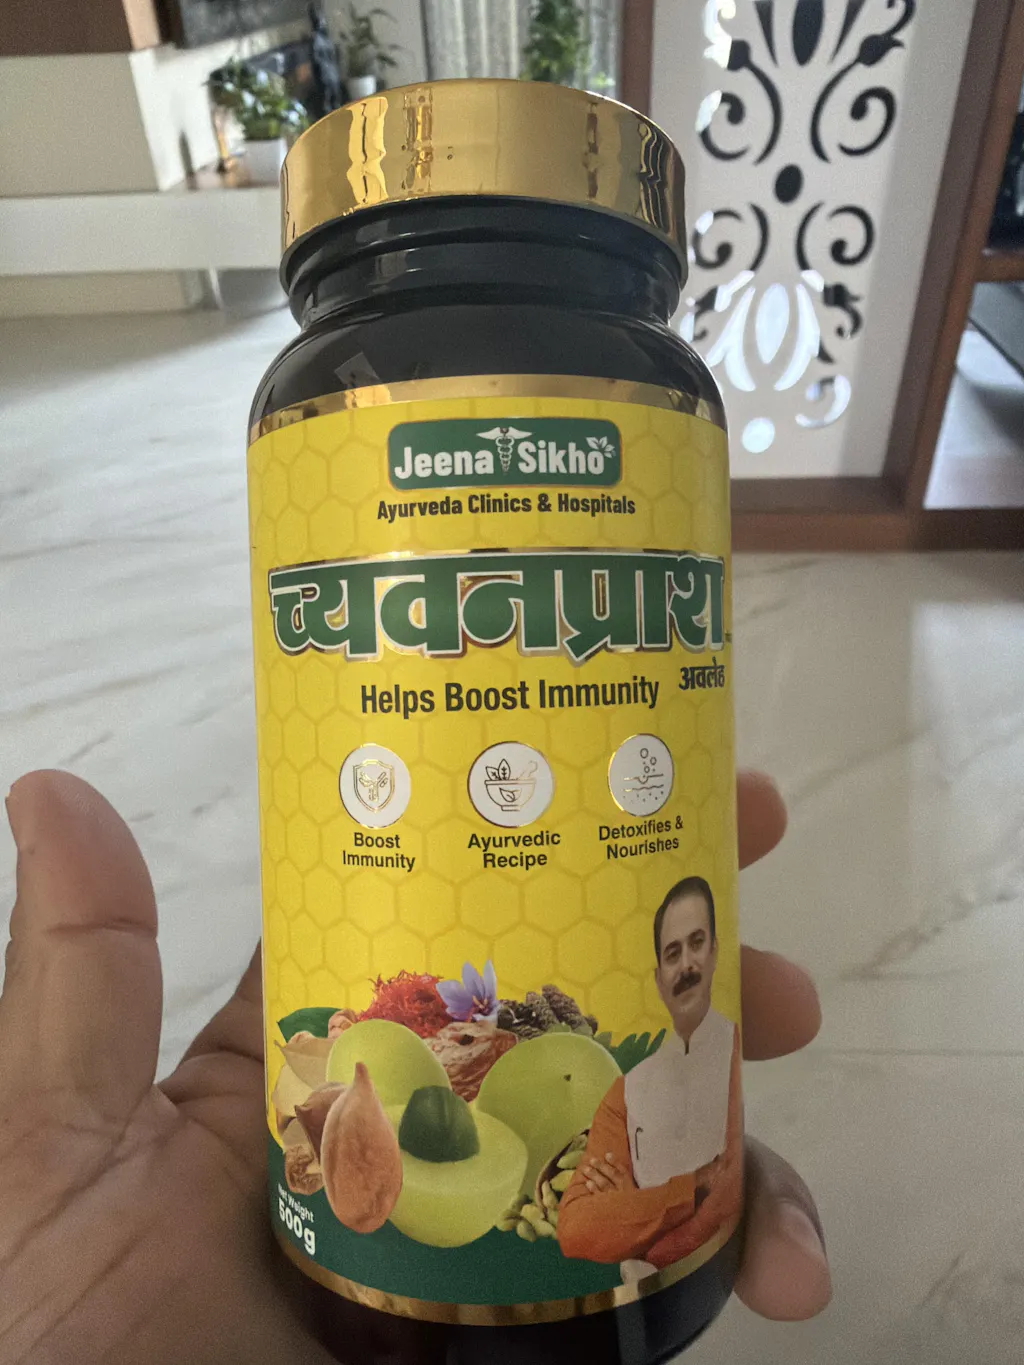 Jeena Sikho
Ayurveda Clinics & Hospitals
च्यवनप्राश
अवलेह
Helps Boost Immunity
Boost
Immunity
Ayurvedic
Recipe
Detoxifies &
Nourishes
Net Weight
500g